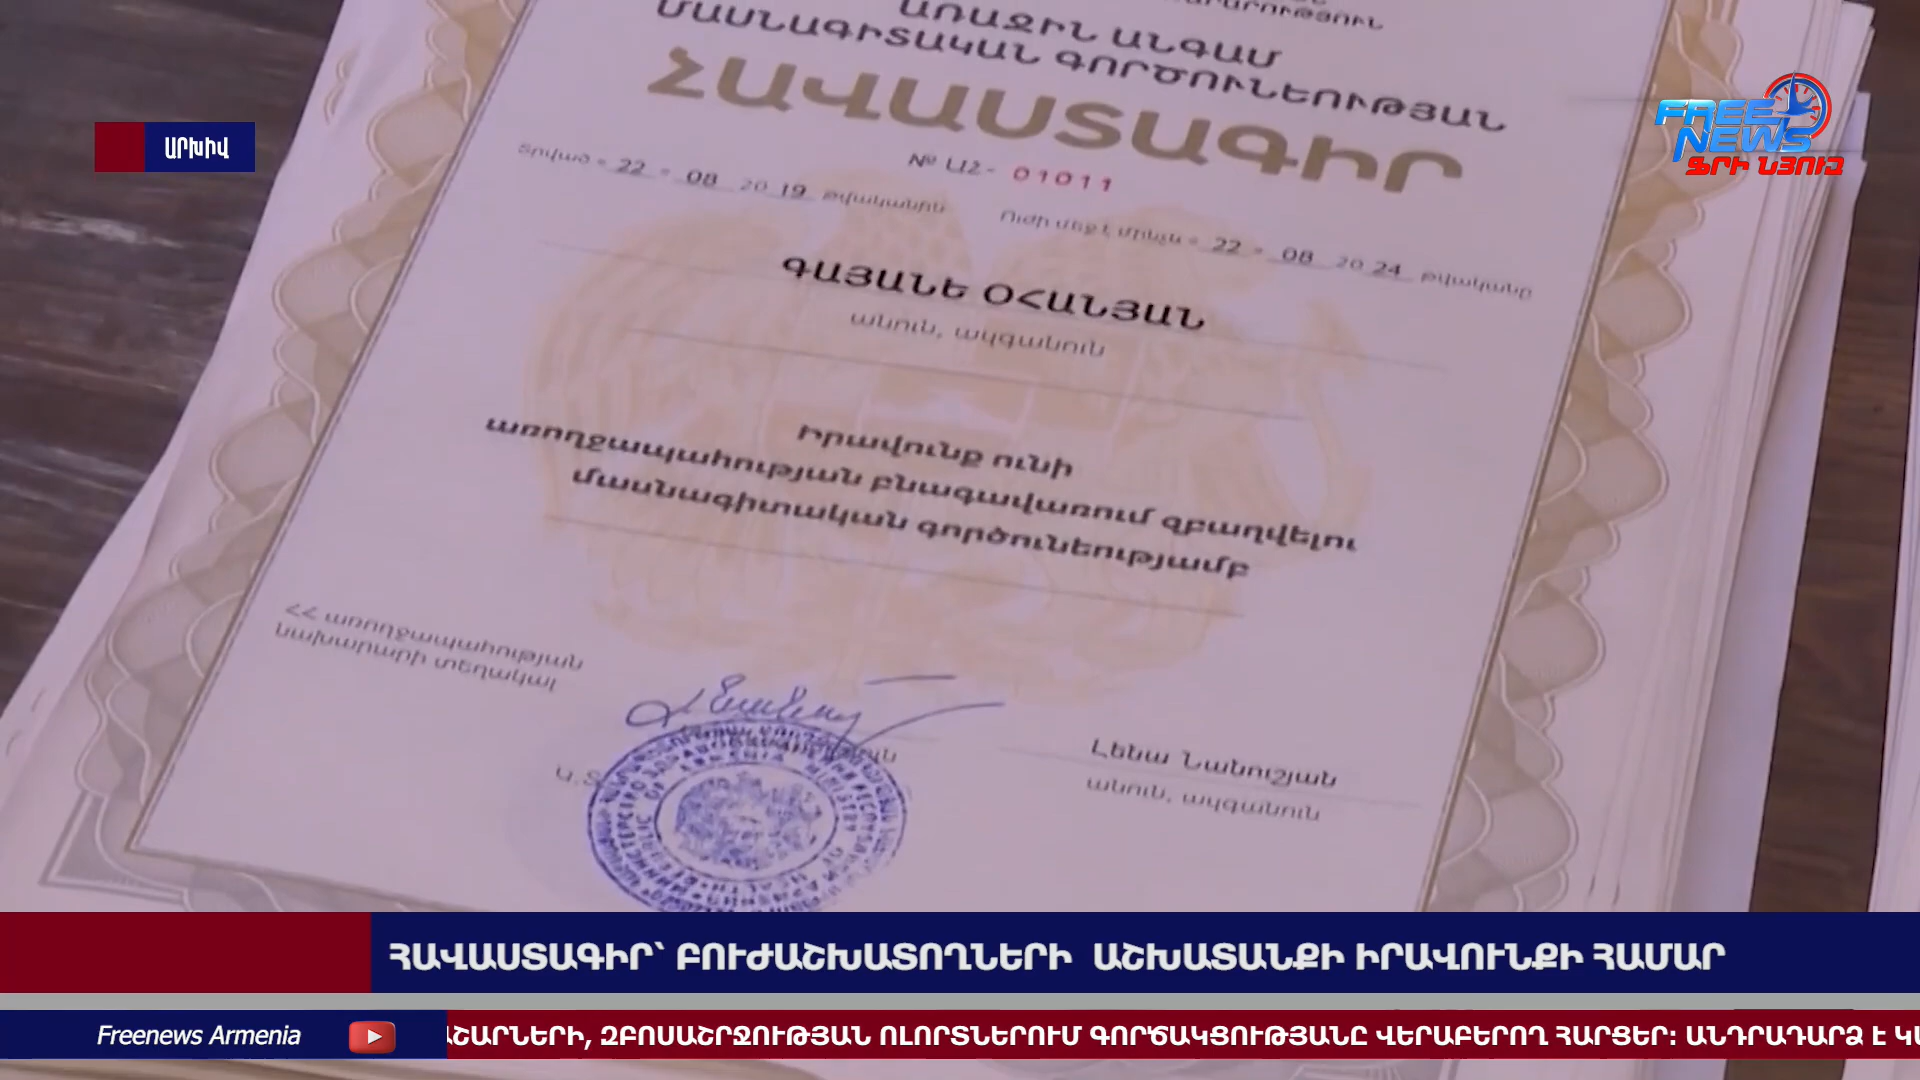 ԱՌԱՋԻՆ ԱՆԳԱՄ
ՄԱՍՆԱԳԻՏԱԿԱՆ ԳՈՐԾՈՒՆԵՈՒԹՅԱՆ
ՀԱՎԱՍՏԱԳԻՐ
№ ԱՀ- 01011
Տրված « 22 » 08 20 19 թվականին
Ուժի մեջ է մինչև « 22 » 08 20 24 թվականը
ԳԱՅԱՆԵ ՕՀԱՆՅԱՆ
անուն, ազգանուն
Իրավունք ունի
առողջապահության բնագավառում զբաղվելու
մասնագիտական գործունեությամբ
ՀՀ առողջապահության
նախարարի տեղակալ
Լենա Նանուշյան
անուն, ազգանուն
ԱՐԽԻՎ
FREE
NEWS
ՖՐԻ ՆՅՈՒԶ
ՀԱՎԱՍՏԱԳԻՐ՝ ԲՈՒԺԱՇԽԱՏՈՂՆԵՐԻ ԱՇԽԱՏԱՆՔԻ ԻՐԱՎՈՒՆՔԻ ՀԱՄԱՐ
Freenews Armenia
ԱՇԱՐՆԵՐԻ, ԶԲՈՍԱՇՐՋՈՒԹՅԱՆ ՈԼՈՐՏՆԵՐՈՒՄ ԳՈՐԾԱԿՑՈՒԹՅԱՆԸ ՎԵՐԱԲԵՐՈՂ ՀԱՐՑԵՐ: ԱՆԴՐԱԴԱՐՁ Է ԿԱ